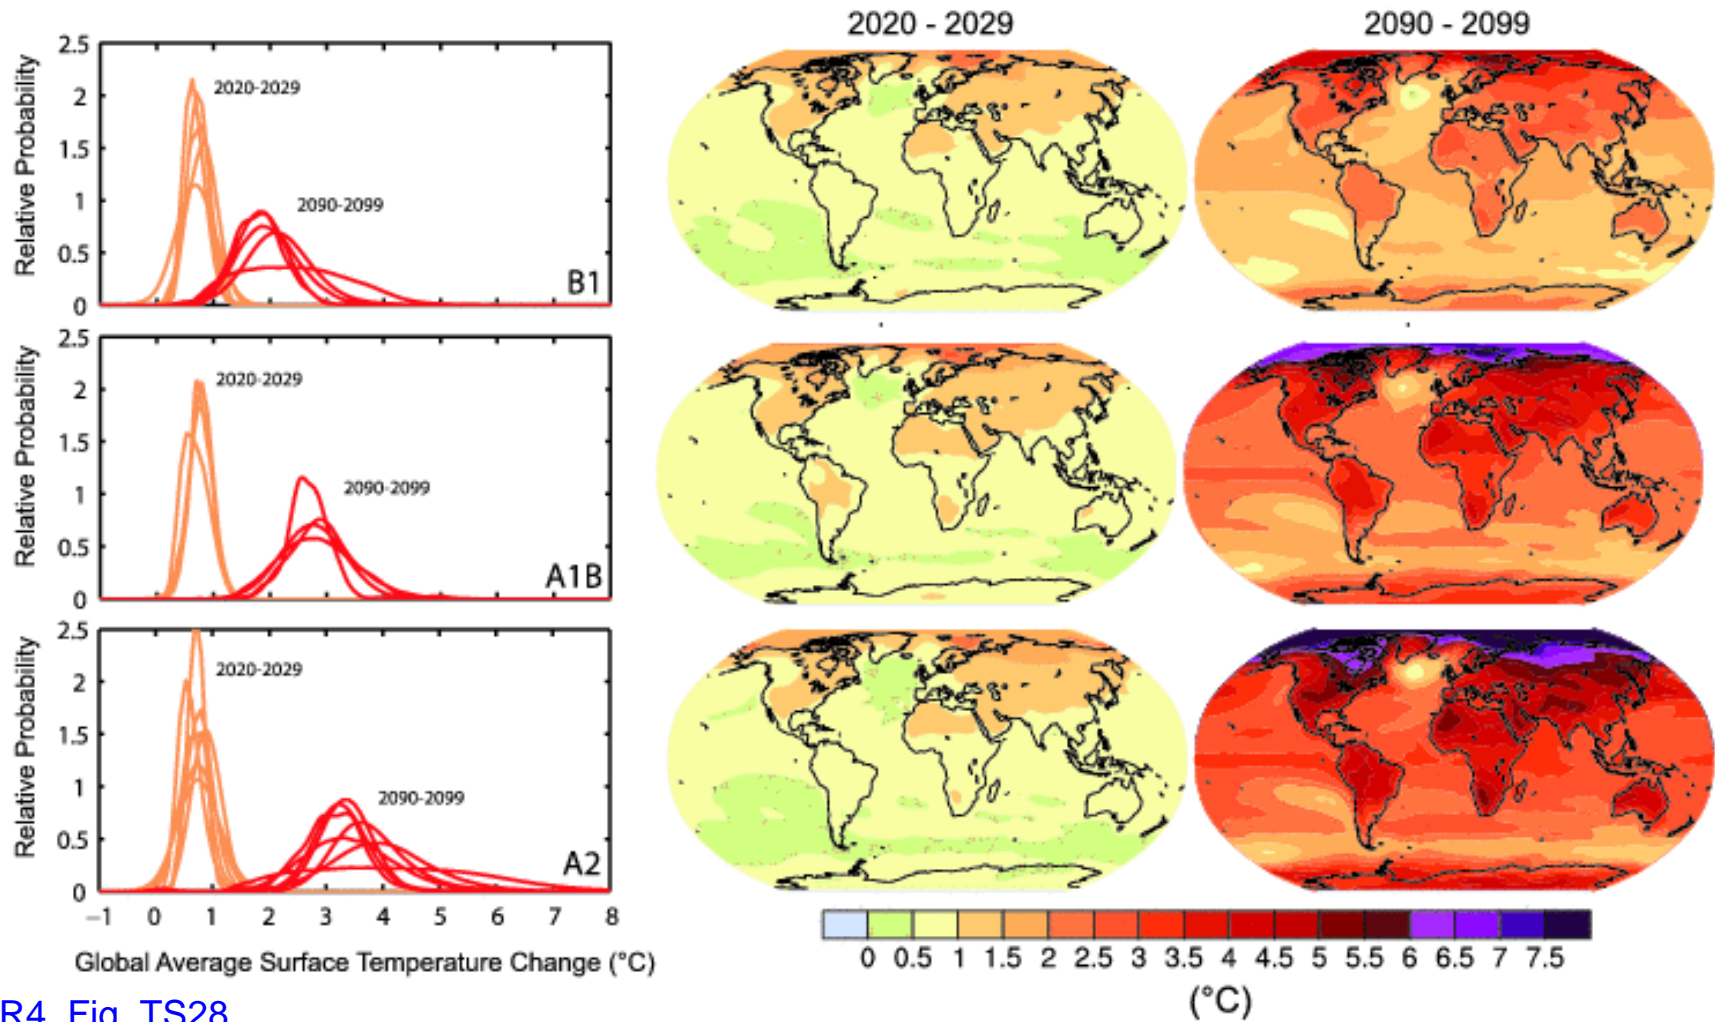 2020 - 2029
2090 - 2099
2.5
2
1.5
1
0.5
0
Relative Probability
2020-2029
2090-2099
B1
2.5
2
1.5
1
0.5
0
Relative Probability
2020-2029
2090-2099
A1B
2.5
2
1.5
1
0.5
0
Relative Probability
2020-2029
2090-2099
A2
−1 0 1 2 3 4 5 6 7 8
Global Average Surface Temperature Change (°C)
0 0.5 1 1.5 2 2.5 3 3.5 4 4.5 5 5.5 6 6.5 7 7.5
(°C)
R4 Fig TS28